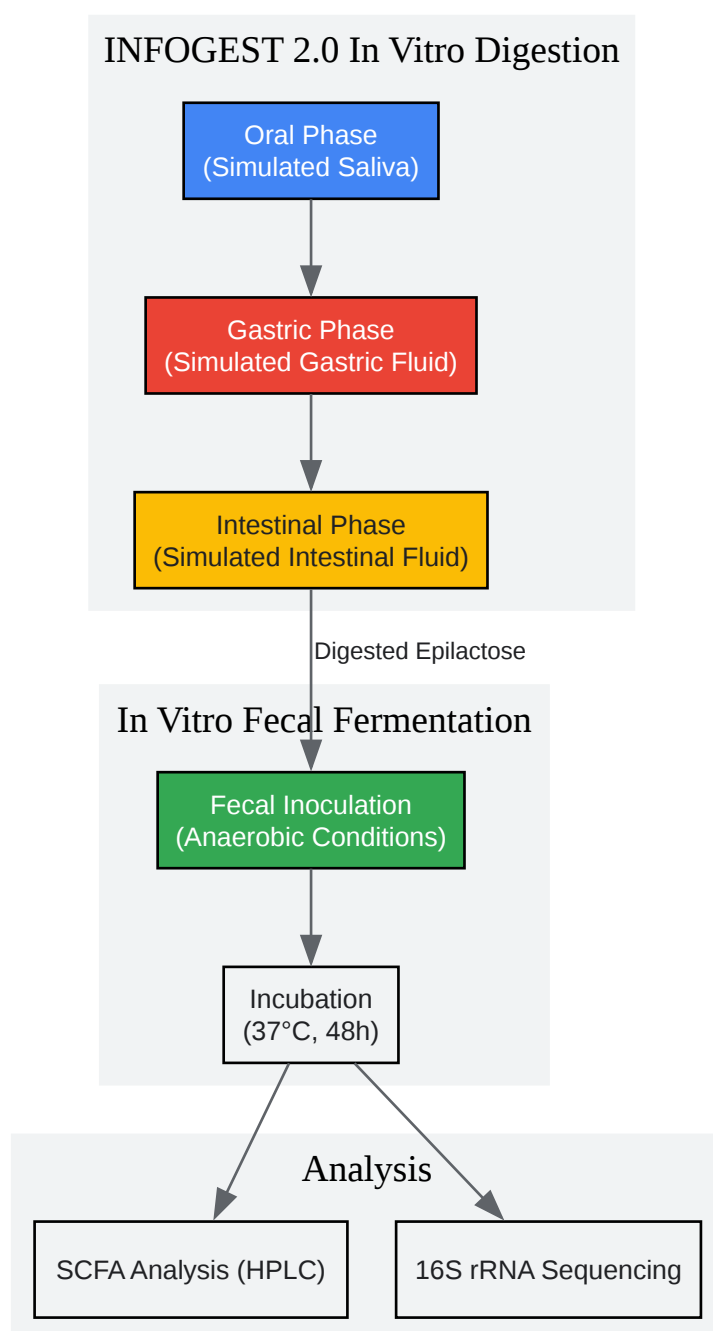 INFOGEST 2.0 In Vitro Digestion
Oral Phase
(Simulated Saliva)
Gastric Phase
(Simulated Gastric Fluid)
Intestinal Phase
(Simulated Intestinal Fluid)
Digested Epilactose
In Vitro Fecal Fermentation
Fecal Inoculation
(Anaerobic Conditions)
Incubation
(37°C, 48h)
Analysis
SCFA Analysis (HPLC)
16S rRNA Sequencing